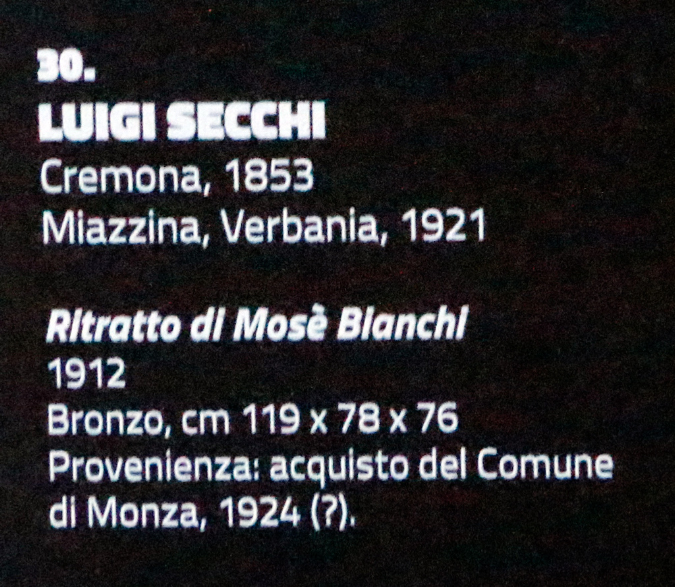 30.
LUIGI SECCHI
Cremona, 1853
Miazzina, Verbania, 1921
Ritratto di Mosè Bianchi
1912
Bronzo, cm 119 x 78 x 76
Provenienza: acquisto del Comune
di Monza, 1924 (?).